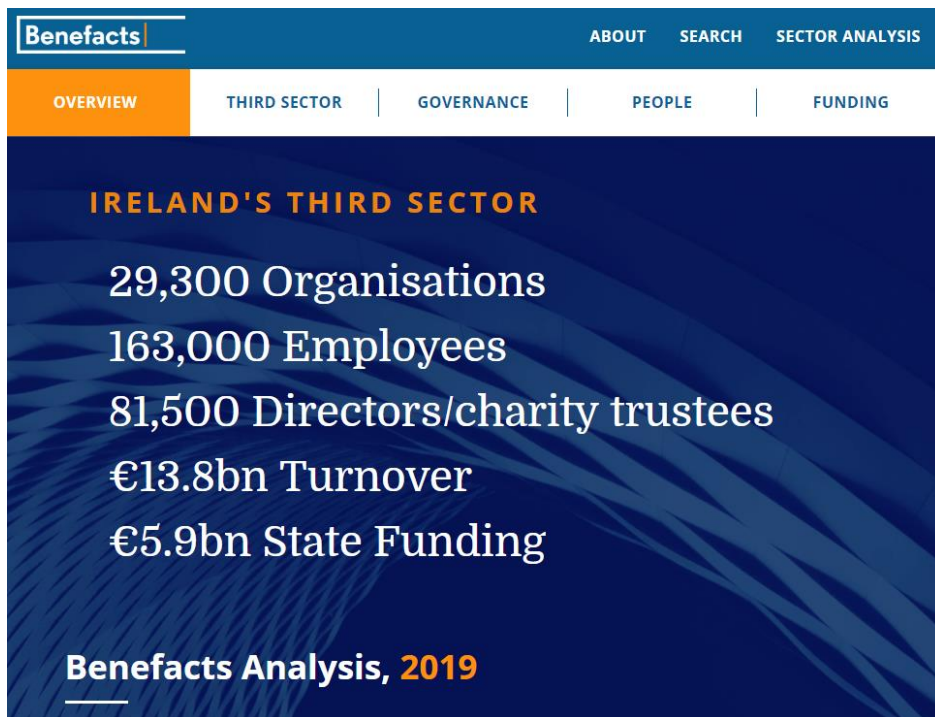 Benefacts
ABOUT SEARCH SECTOR ANALYSIS
OVERVIEW THIRD SECTOR GOVERNANCE PEOPLE FUNDING
IRELAND'S THIRD SECTOR
29,300 Organisations
163,000 Employees
81,500 Directors/charity trustees
€13.8bn Turnover
€5.9bn State Funding
Benefacts Analysis, 2019